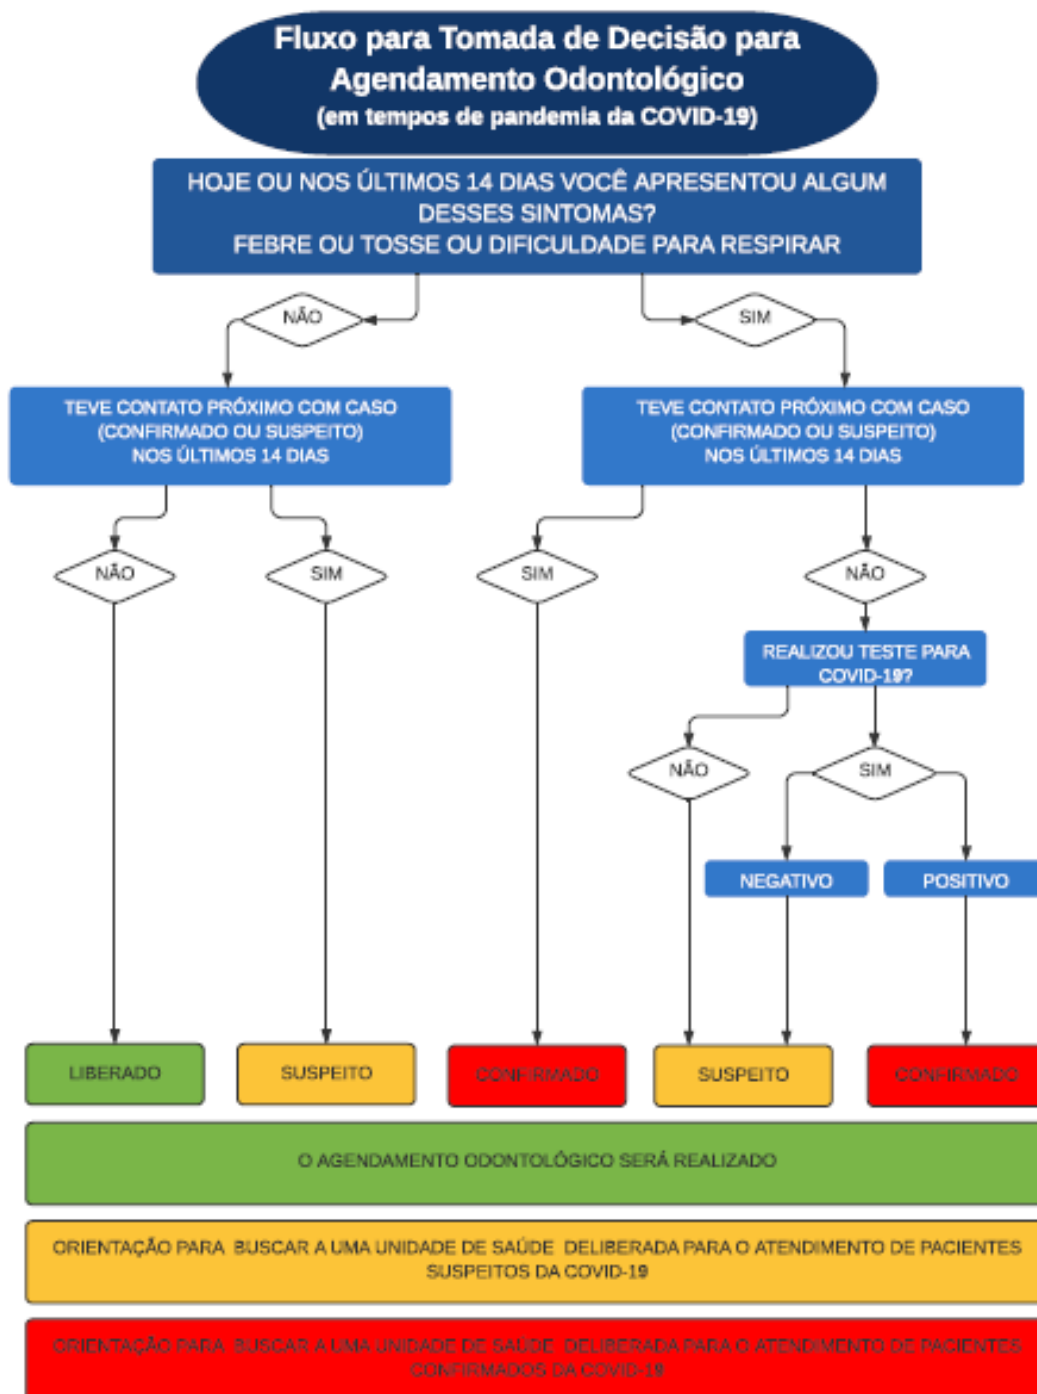 Fluxo para Tomada de Decisão para
Agendamento Odontológico
(em tempos de pandemia da COVID-19)
HOJE OU NOS ÚLTIMOS 14 DIAS VOCÊ APRESENTOU ALGUM
DESSES SINTOMAS?
FEBRE OU TOSSE OU DIFICULDADE PARA RESPIRAR
NÃO
SIM
TEVE CONTATO PRÓXIMO COM CASO
(CONFIRMADO OU SUSPEITO)
NOS ÚLTIMOS 14 DIAS
TEVE CONTATO PRÓXIMO COM CASO
(CONFIRMADO OU SUSPEITO)
NOS ÚLTIMOS 14 DIAS
NÃO
SIM
SIM
NÃO
REALIZOU TESTE PARA
COVID-19?
NÃO
SIM
NEGATIVO
POSITIVO
LIBERADO
SUSPEITO
CONFIRMADO
SUSPEITO
CONFIRMADO
O AGENDAMENTO ODONTOLÓGICO SERÁ REALIZADO
ORIENTAÇÃO PARA BUSCAR A UMA UNIDADE DE SAÚDE DELIBERADA PARA O ATENDIMENTO DE PACIENTES
SUSPEITOS DA COVID-19
ORIENTAÇÃO PARA BUSCAR A UMA UNIDADE DE SAÚDE DELIBERADA PARA O ATENDIMENTO DE PACIENTES
CONFIRMADOS DA COVID-19